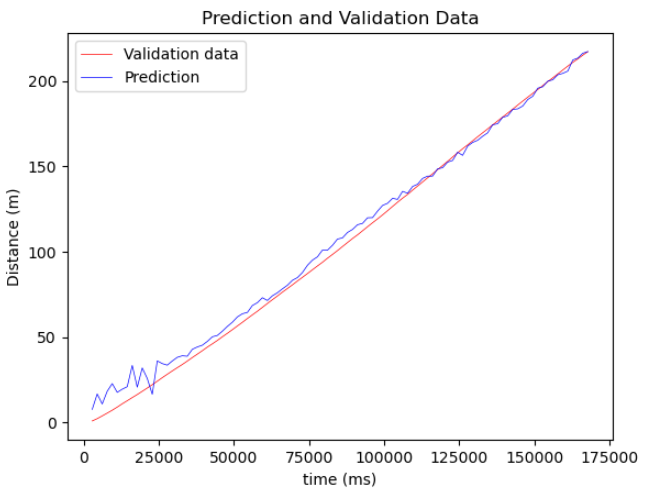 Prediction and Validation Data
Validation data
Prediction
200
150
100
50
0
Distance (m)
0 25000 50000 75000 100000 125000 150000 175000
time (ms)